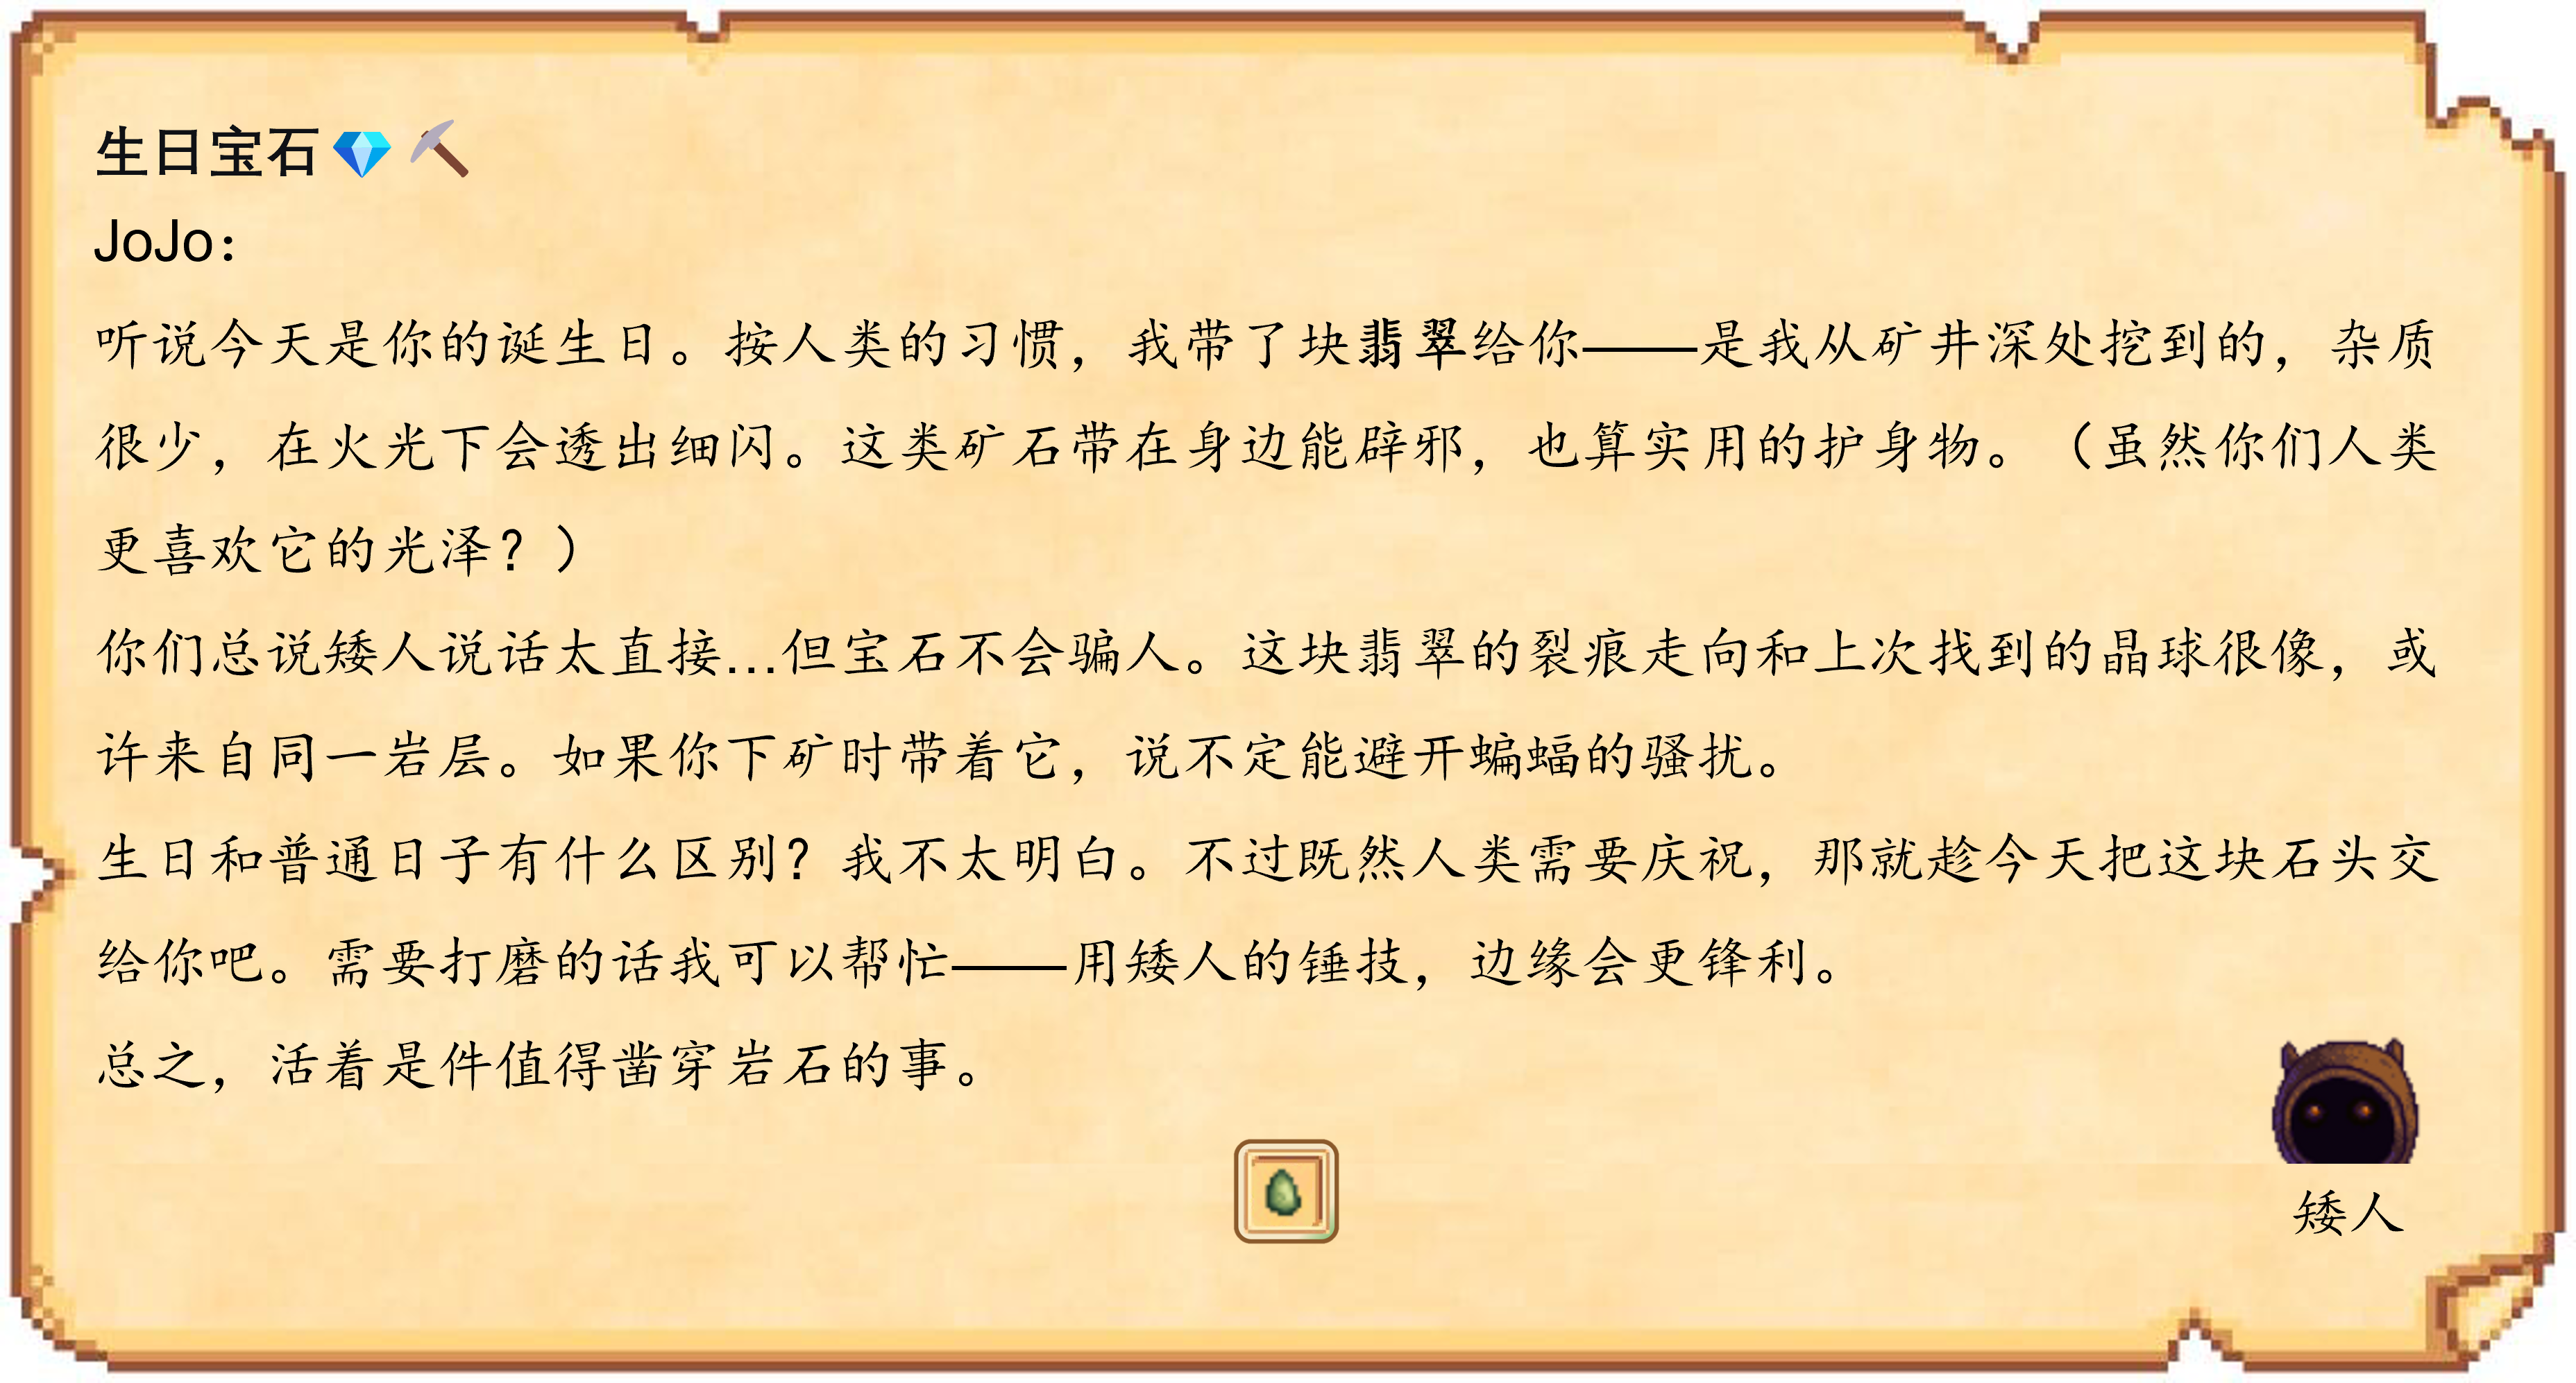 生日宝石💎⛏
JoJo：
听说今天是你的诞生日。按人类的习惯，我带了块翡翠给你——是我从矿井深处挖到的，杂质
很少，在火光下会透出细闪。这类矿石带在身边能辟邪，也算实用的护身物。（虽然你们人类
更喜欢它的光泽？）
你们总说矮人说话太直接…但宝石不会骗人。这块翡翠的裂痕走向和上次找到的晶球很像，或
许来自同一岩层。如果你下矿时带着它，说不定能避开蝙蝠的骚扰。
生日和普通日子有什么区别？我不太明白。不过既然人类需要庆祝，那就趁今天把这块石头交
给你吧。需要打磨的话我可以帮忙——用矮人的锤技，边缘会更锋利。
总之，活着是件值得凿穿岩石的事。
矮人